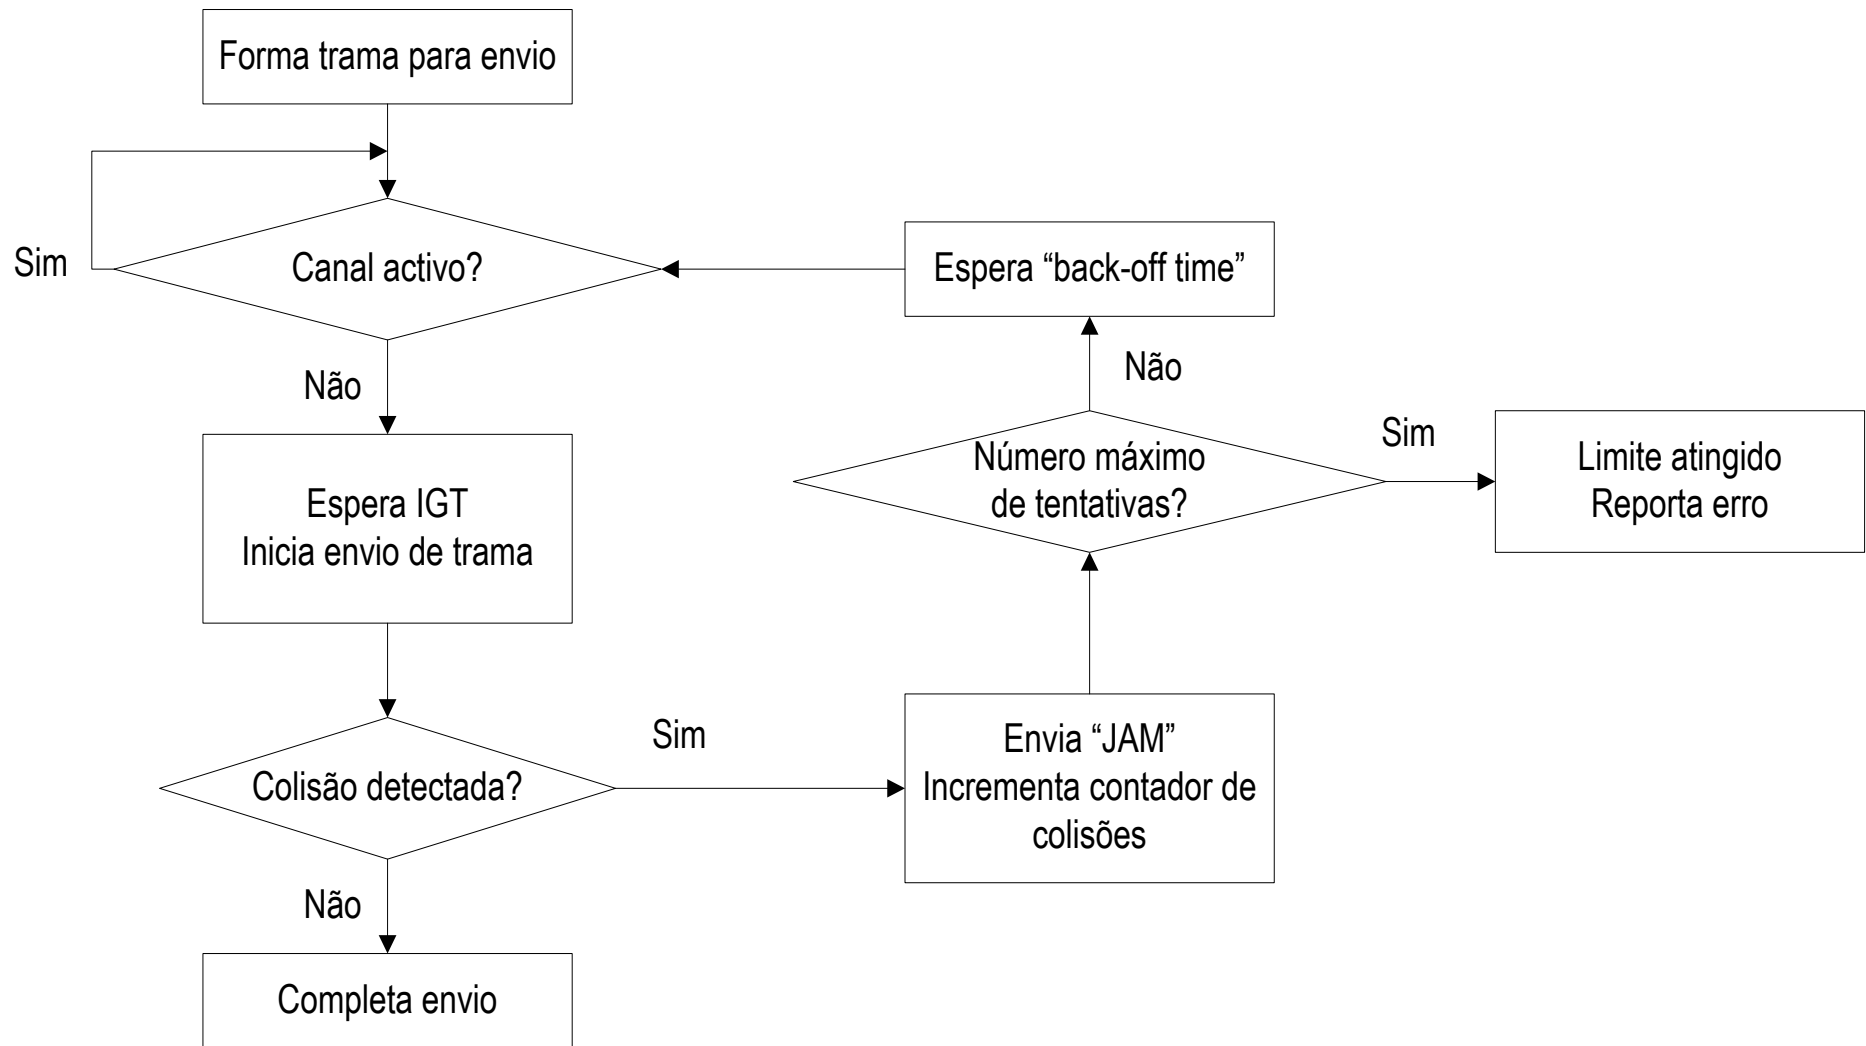 Forma trama para envio
Sim
Canal activo?
Espera “back-off time”
Não
Não
Espera IGT
Inicia envio de trama
Número máximo
de tentativas?
Sim
Limite atingido
Reporta erro
Colisão detectada?
Sim
Envia “JAM”
Incrementa contador de
colisões
Não
Completa envio